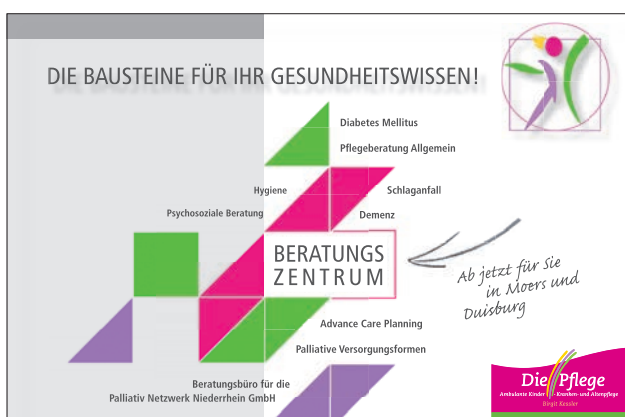 DIE BAUSTEINE FÜR IHR GESUNDHEITSWISSEN!
Diabetes Mellitus
Pflegeberatung Allgemein
Hygiene
Schlaganfall
Psychosoziale Beratung
Demenz
BERATUNGS
ZENTRUM
Ab jetzt für Sie
in Moers und
Duisburg
Advance Care Planning
Palliative Versorgungsformen
Beratungsbüro für die
Palliativ Netzwerk Niederrhein GmbH
Die Pflege
Ambulante Kinder- Kranken- und Altenpflege
Birgit Kessler